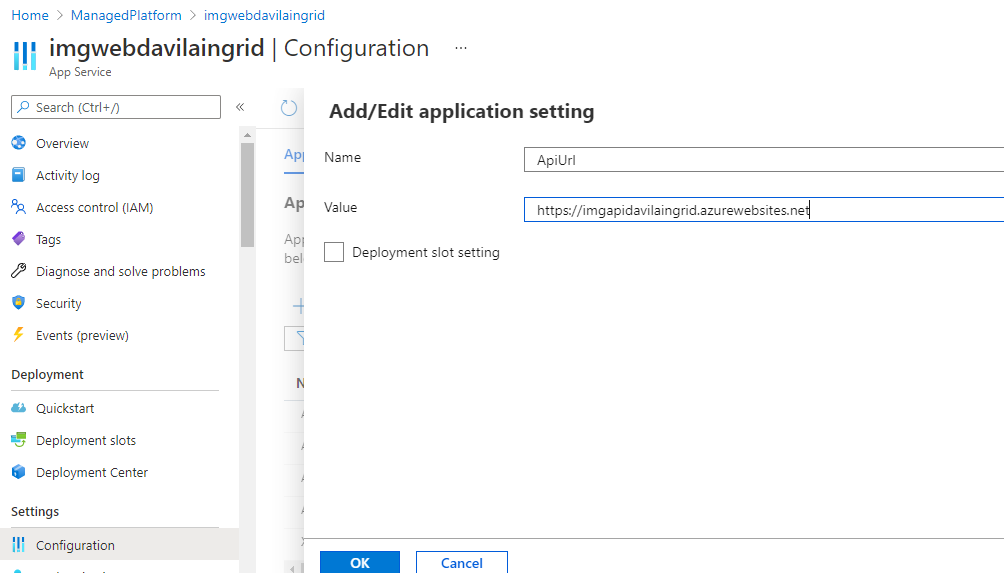 Home > ManagedPlatform > imgwebdavilaingrid
imgwebdavilaingrid | Configuration ...
App Service
Search (Ctrl+/)
«
Overview
Activity log
Access control (IAM)
Tags
Diagnose and solve problems
Security
Events (preview)
Deployment
Quickstart
Deployment slots
Deployment Center
Settings
Configuration
App
Ap
App
belo
Add/Edit application setting
Name
ApiUrl
Value
https://imgapidavilaingrid.azurewebsites.net
Deployment slot setting
OK
Cancel